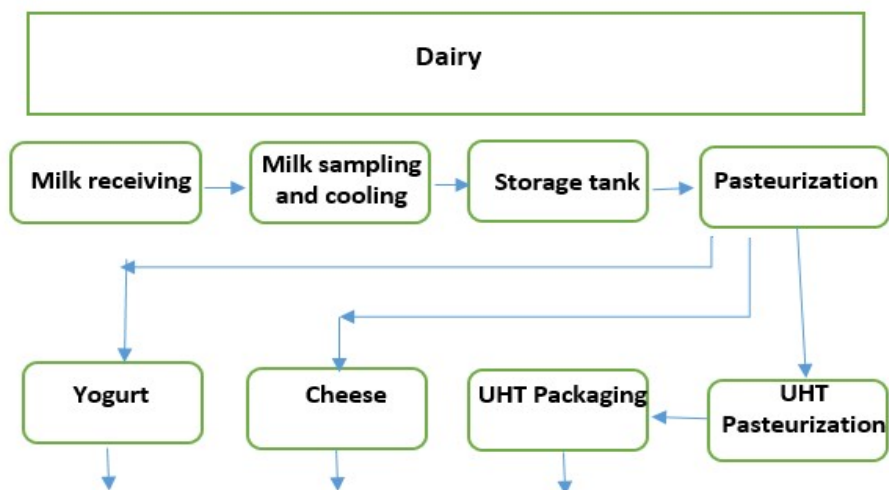 Dairy
Milk receiving
Milk sampling
and cooling
Storage tank
Pasteurization
Yogurt
Cheese
UHT Packaging
UHT
Pasteurization